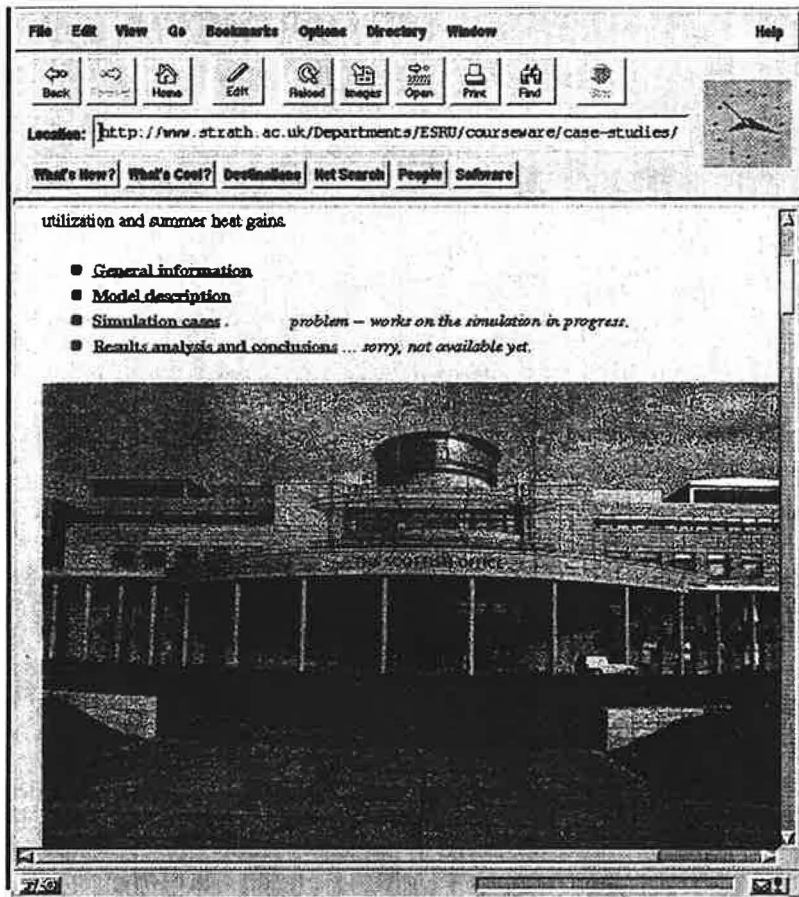 File Edit View Go Bookmarks Options Directory Window Help
Back Forward Home Edit Reload Images Open Print Find Stop
Location: http://www.strath.ac.uk/Departments/ESRU/courseware/case-studies/
What's New? What's Cool? Destinations Net Search People Software
utilization and summer heat gains.
General information
Model description
Simulation cases . problem – works on the simulation in progress.
Results analysis and conclusions ... sorry, not available yet.
SCOTTISH OFFICE